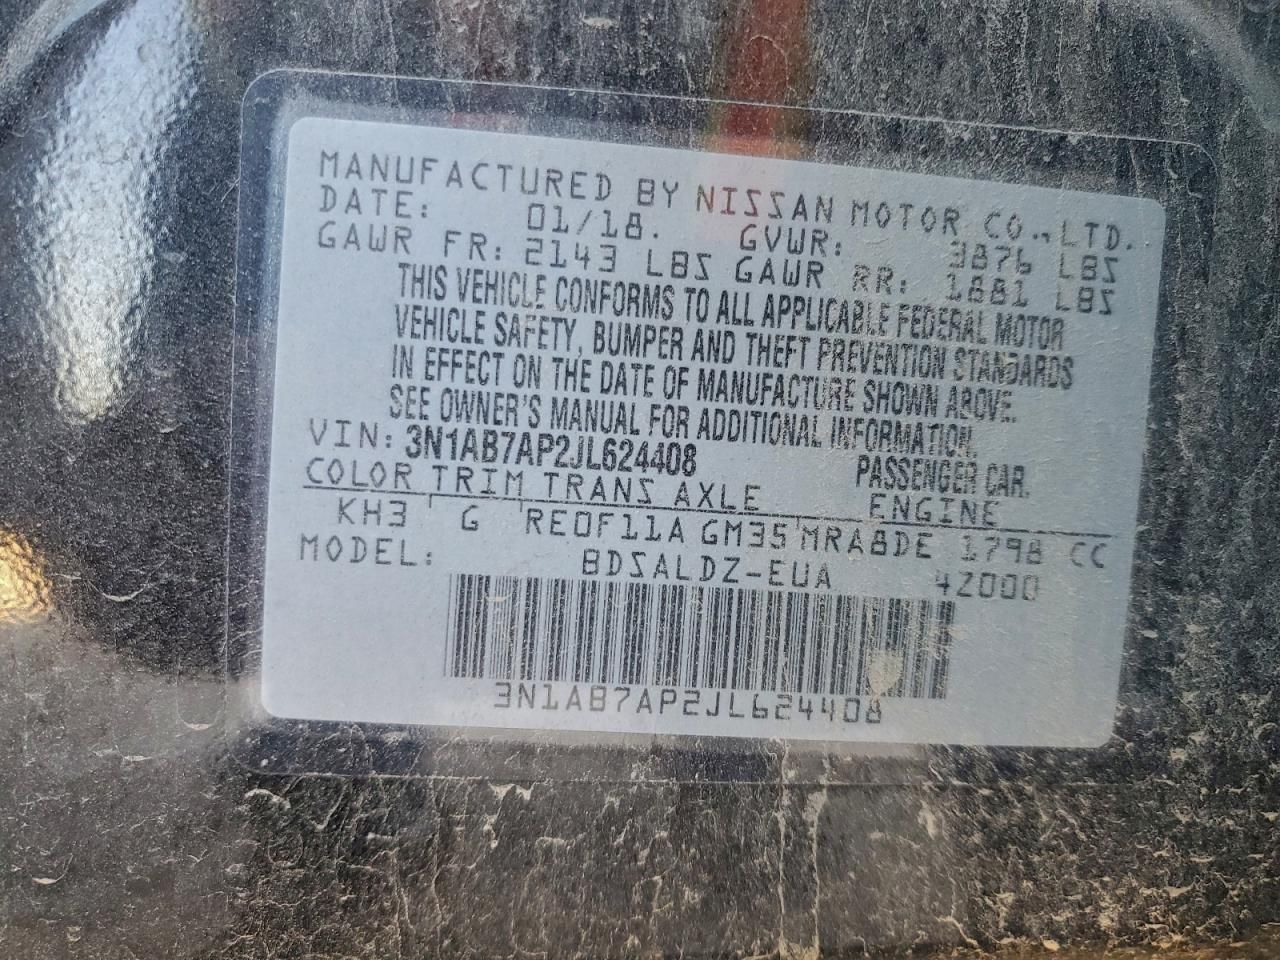 MANUFACTURED BY NISSAN MOTOR CO., LTD.
DATE: 01/18. GVWR: 3876 LBS
GAWR FR: 2143 LBS GAWR RR: 1881 LBS
THIS VEHICLE CONFORMS TO ALL APPLICABLE FEDERAL MOTOR
VEHICLE SAFETY, BUMPER AND THEFT PREVENTION STANDARDS
IN EFFECT ON THE DATE OF MANUFACTURE SHOWN ABOVE.
SEE OWNER'S MANUAL FOR ADDITIONAL INFORMATION.
VIN: 3N1AB7AP2JL624408 PASSENGER CAR.
COLOR TRIM TRANS AXLE ENGINE
KH3 G RE0F11A GM35 MRA8DE 1798 CC
MODEL: BDSALDZ-EUA 4Z000
3N1AB7AP2JL624408